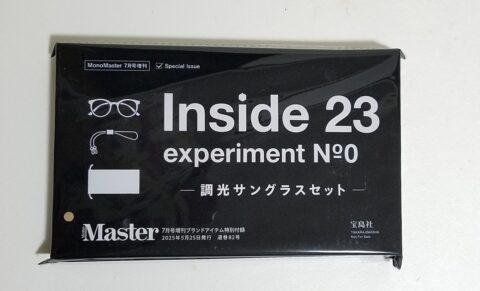 MonoMaster 7月号増刊
Special Issue
Inside 23
experiment №0
調光サングラスセット
Mono Master
7月号増刊ブランドアイテム特別付録
2025年5月25日発行 通巻82号
宝島社
TAKARAJIMASHA
Not For Sale